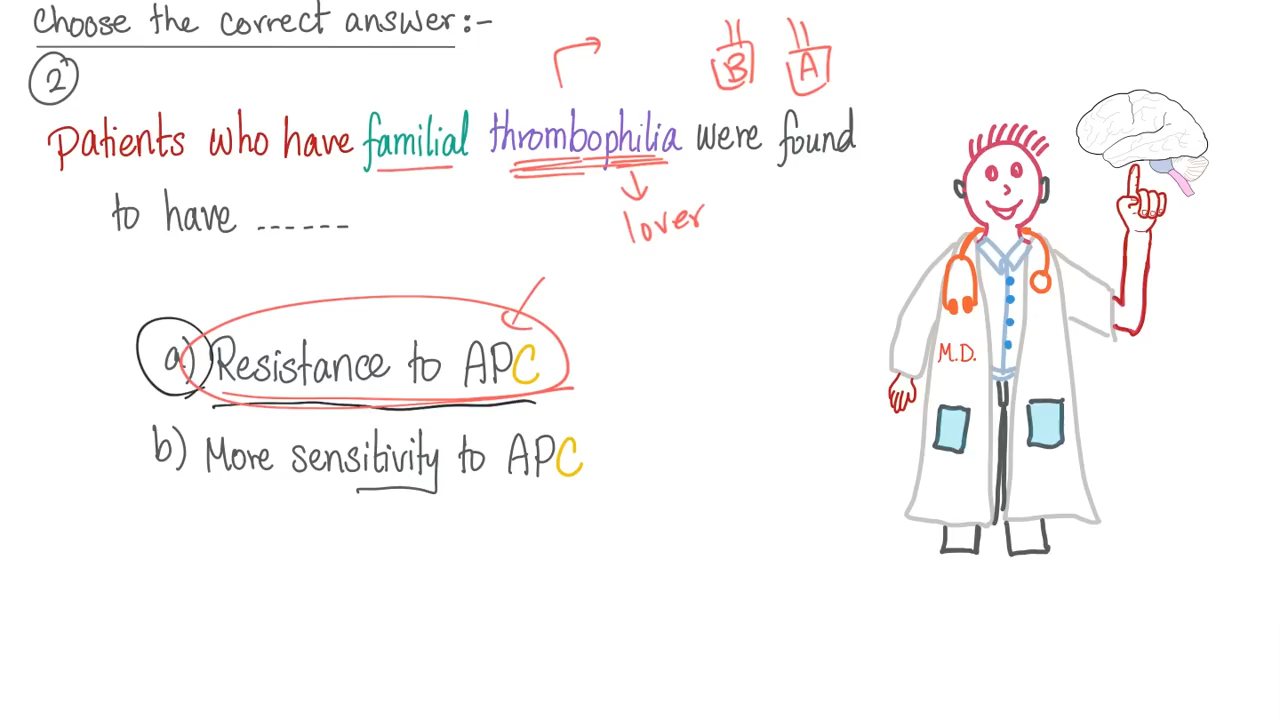 choose the correct answer:-
2
B A
Patients who have familial thrombophilia were found
to have ------
lover
a) Resistance to APC
M.D.
b) More sensitivity to APC